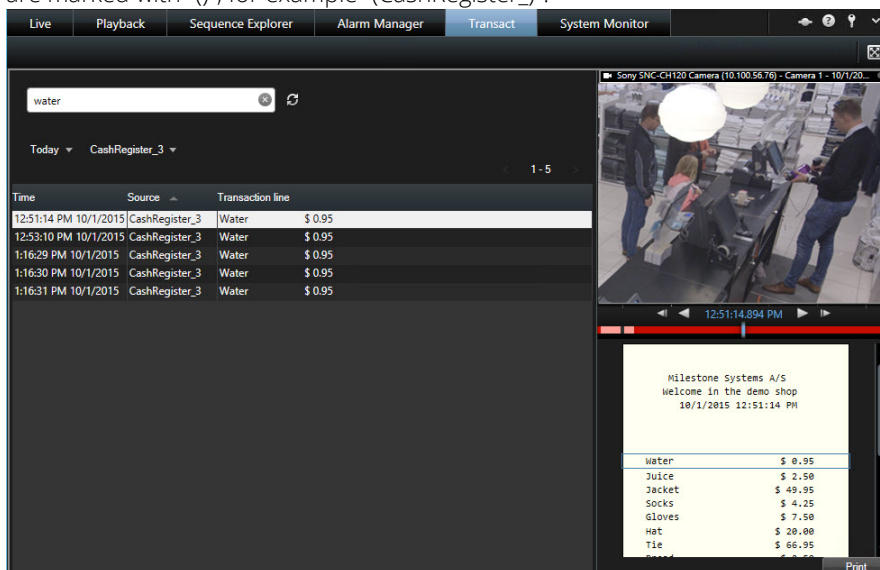 are marked with "()", for example "(CashRegister_)".
Live Playback Sequence Explorer Alarm Manager Transact System Monitor
Sony SNC-CH120 Camera (10.100.56.76) - Camera 1 - 10/1/20...
water
Today CashRegister_3
1 - 5
Time Source Transaction line
12:51:14 PM 10/1/2015 CashRegister_3 Water $ 0.95
12:53:10 PM 10/1/2015 CashRegister_3 Water $ 0.95
1:16:29 PM 10/1/2015 CashRegister_3 Water $ 0.95
1:16:30 PM 10/1/2015 CashRegister_3 Water $ 0.95
1:16:31 PM 10/1/2015 CashRegister_3 Water $ 0.95
12:51:14.894 PM
Milestone Systems A/S
Welcome in the demo shop
10/1/2015 12:51:14 PM
Water $ 0.95
Juice $ 2.50
Jacket $ 49.95
Socks $ 4.25
Gloves $ 7.50
Hat $ 20.00
Tie $ 66.95
Print